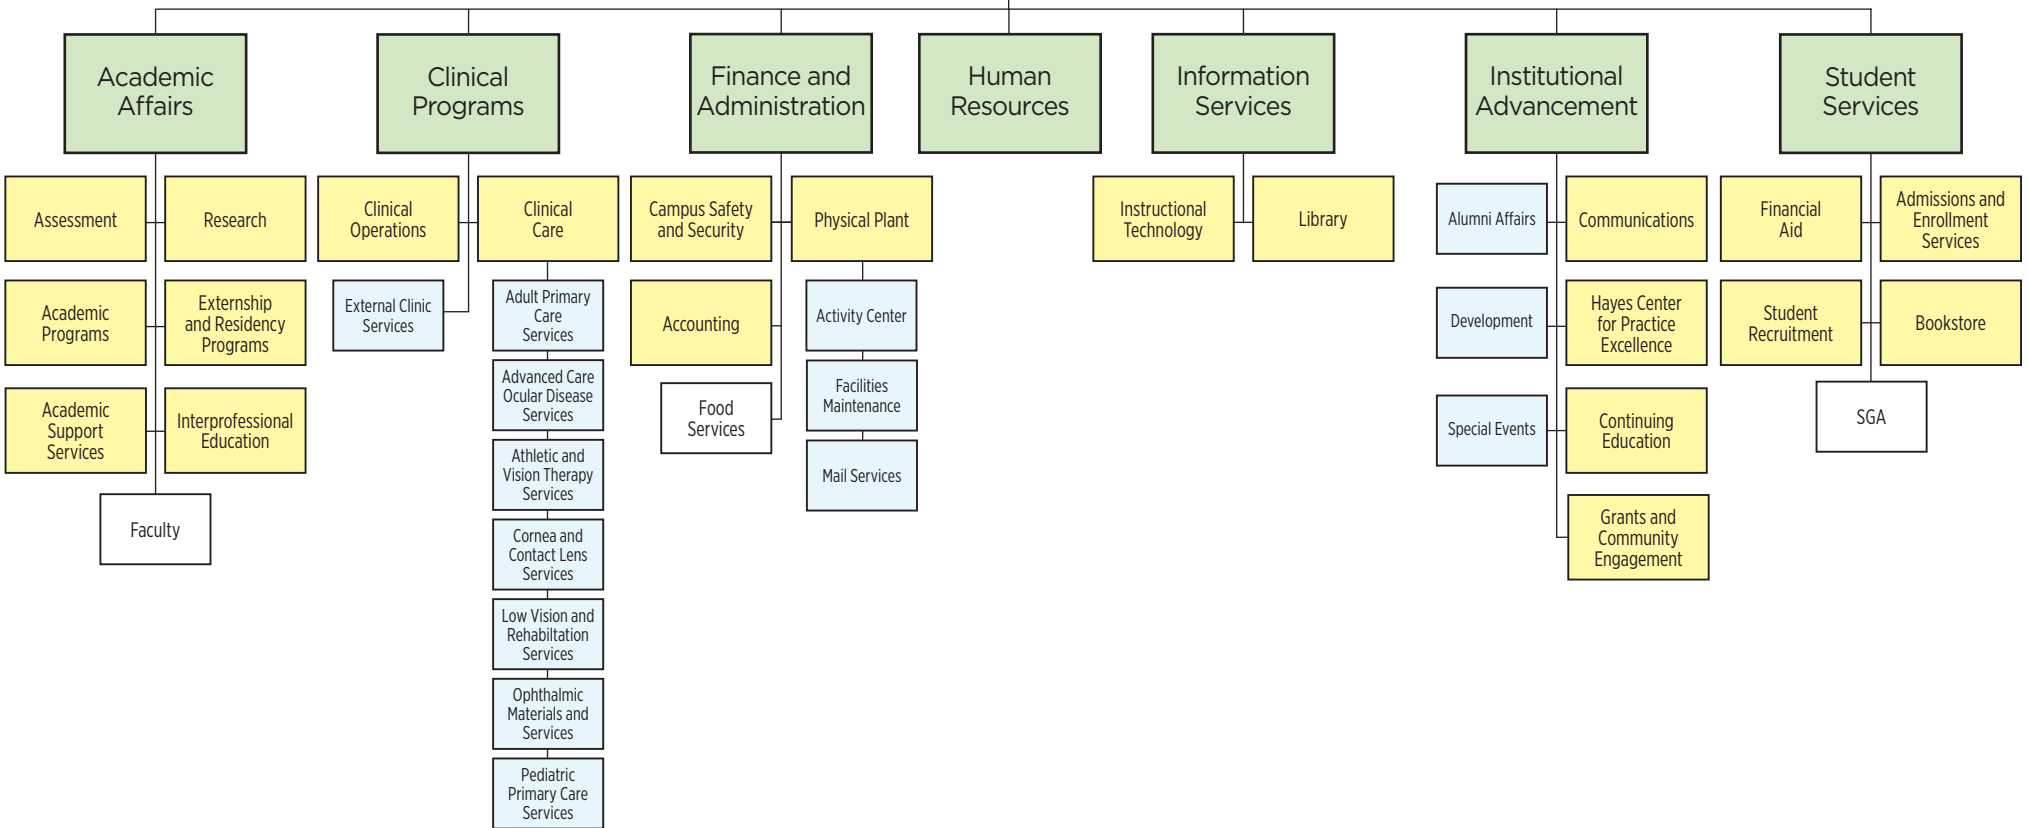 Academic
Affairs
Clinical
Programs
Finance and
Administration
Human
Resources
Information
Services
Institutional
Advancement
Student
Services
Assessment
Research
Academic
Programs
Externship
and Residency
Programs
Academic
Support
Services
Interprofessional
Education
Faculty
Clinical
Operations
Clinical
Care
External Clinic
Services
Adult Primary
Care
Services
Advanced Care
Ocular Disease
Services
Athletic and
Vision Therapy
Services
Cornea and
Contact Lens
Services
Low Vision and
Rehabiltation
Services
Ophthalmic
Materials and
Services
Pediatric
Primary Care
Services
Campus Safety
and Security
Physical Plant
Accounting
Food
Services
Activity Center
Facilities
Maintenance
Mail Services
Instructional
Technology
Library
Alumni Affairs
Communications
Development
Hayes Center
for Practice
Excellence
Special Events
Continuing
Education
Grants and
Community
Engagement
Financial
Aid
Admissions and
Enrollment
Services
Student
Recruitment
Bookstore
SGA